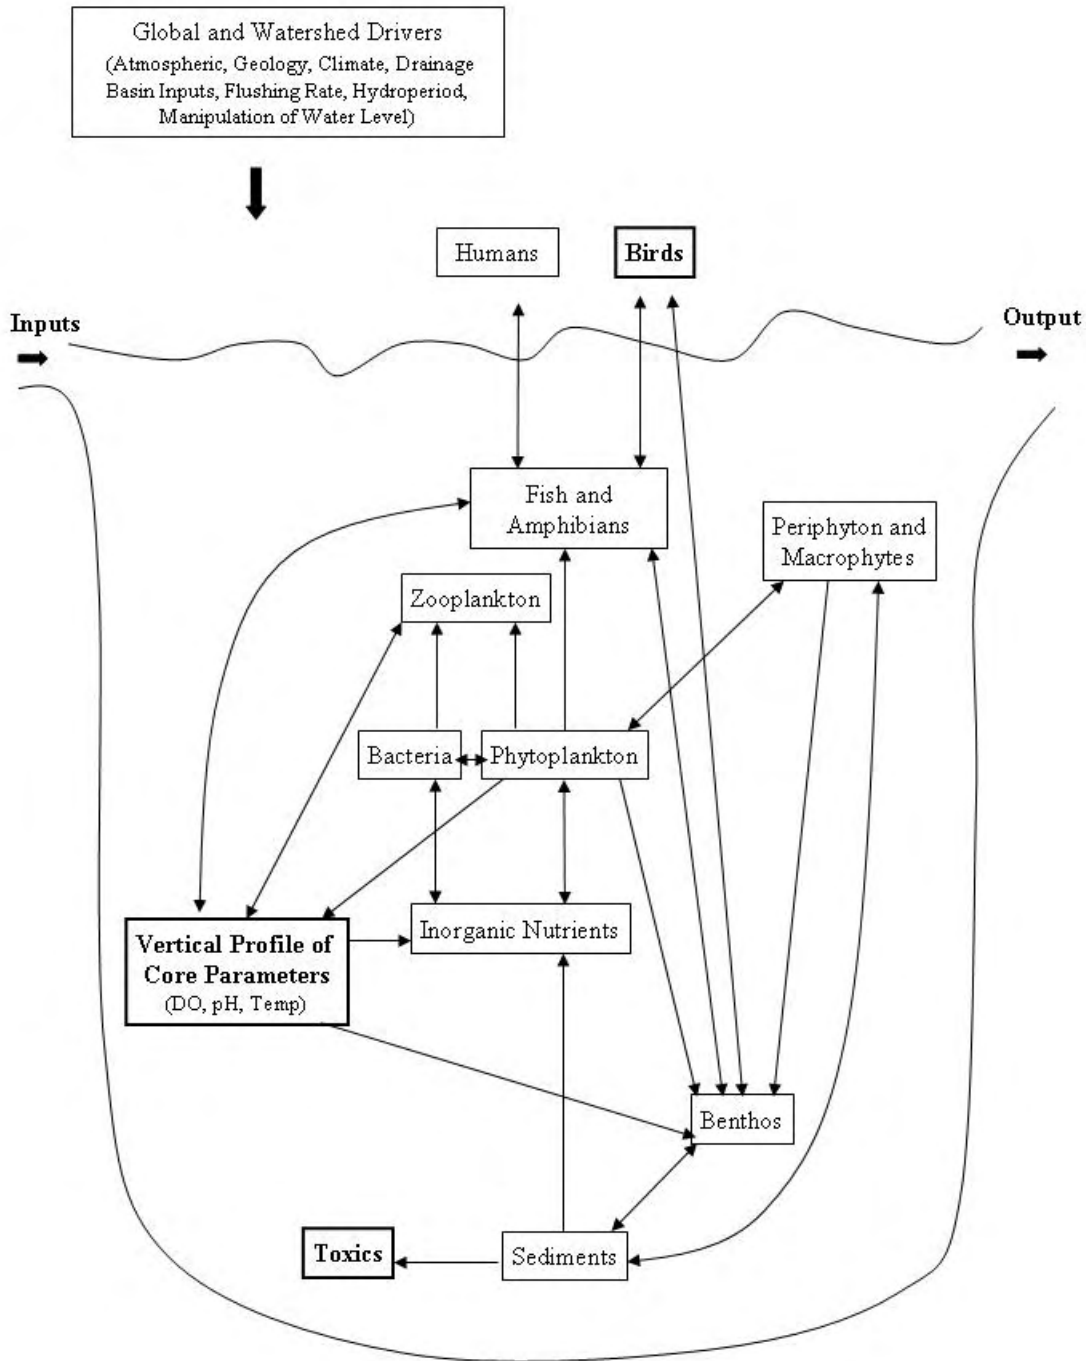 Global and Watershed Drivers
(Atmospheric, Geology, Climate, Drainage
Basin Inputs, Flushing Rate, Hydroperiod,
Manipulation of Water Level)
Humans
Birds
Inputs
Output
Fish and
Amphibians
Periphyton and
Macrophytes
Zooplankton
Bacteria
Phytoplankton
Inorganic Nutrients
Vertical Profile of
Core Parameters
(DO, pH, Temp)
Benthos
Toxics
Sediments